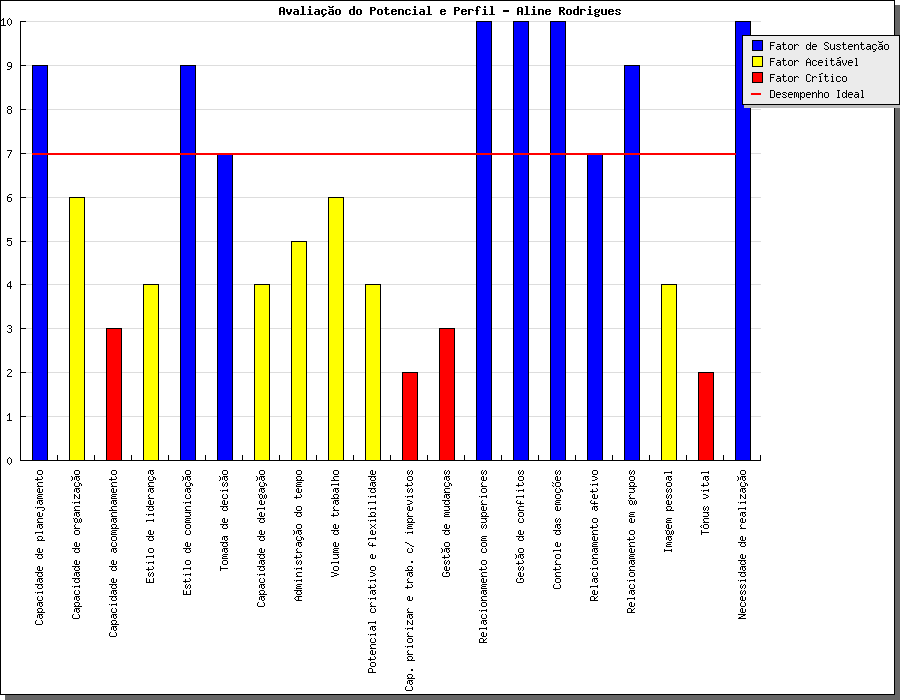 Avaliação do Potencial e Perfil - Aline Rodrigues
10
9
8
7
6
5
4
3
2
1
0
Fator de Sustentação
Fator Aceitável
Fator Crítico
Desempenho Ideal
Capacidade de planejamento
Capacidade de organização
Capacidade de acompanhamento
Estilo de liderança
Estilo de comunicação
Tomada de decisão
Capacidade de delegação
Administração do tempo
Volume de trabalho
Potencial criativo e flexibilidade
Cap. priorizar e trab. c/ imprevistos
Gestão de mudanças
Relacionamento com superiores
Gestão de conflitos
Controle das emoções
Relacionamento afetivo
Relacionamento em grupos
Imagem pessoal
Tônus vital
Necessidade de realização